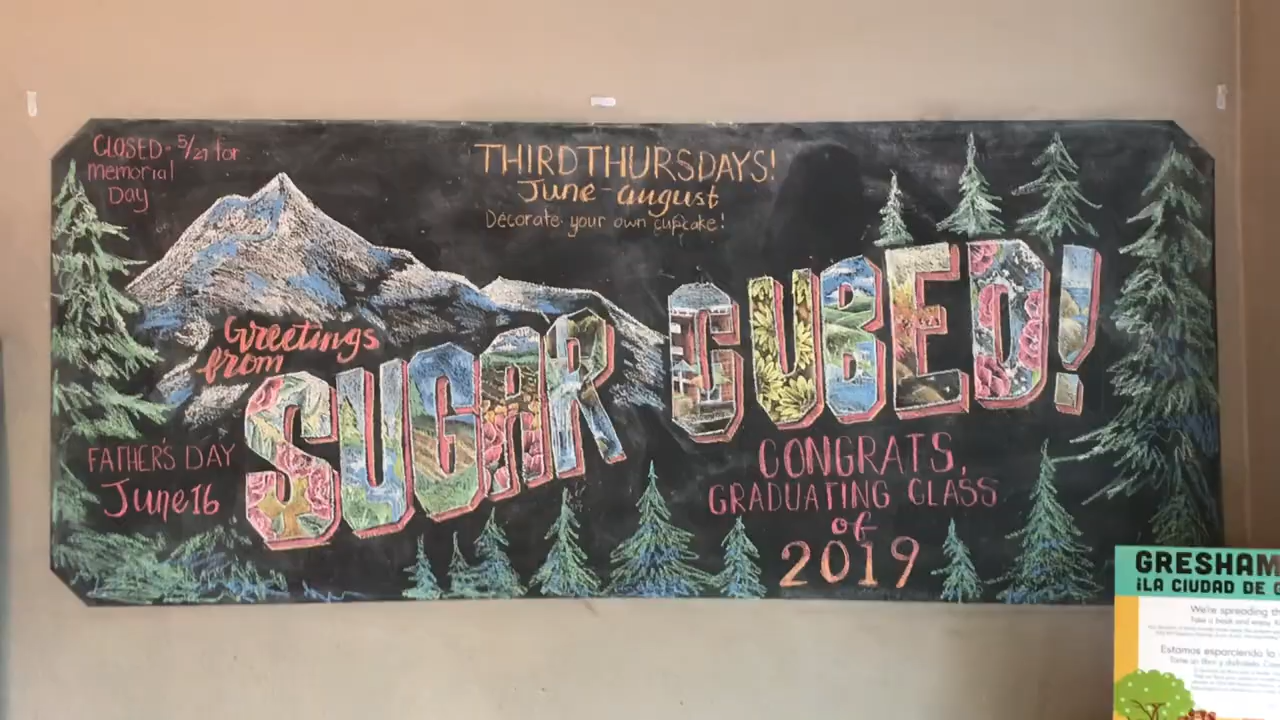 CLOSED - 5/27 for
memorial
Day
THIRD THURSDAYS!
June - august
Decorate your own cupcake!
Greetings
from
SUGAR CUBED!
FATHER'S DAY
June 16
CONGRATS,
GRADUATING CLASS
of
2019
GRESHAM
¡LA CIUDAD DE G
We're spreading th
Take a book and enjoy.
Estamos esparciendo la
Tome un libro y disfrútelo.